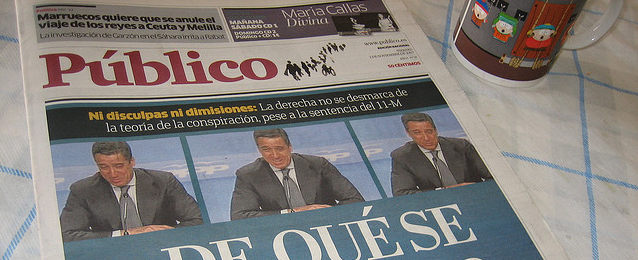 Marruecos quiere que se anule el
viaje de los reyes a Ceuta y Melilla
La investigación de Garzón en el Sáhara irrita a Rabat
MAÑANA
SÁBADO CD 1
DOMINGO CD 2
Público + CD: 1€
María Callas
Divina
Público
www.publico.es
50 CÉNTIMOS
Ni disculpas ni dimisiones: La derecha no se desmarca de
la teoría de la conspiración, pese a la sentencia del 11-M
DE QUÉ SE